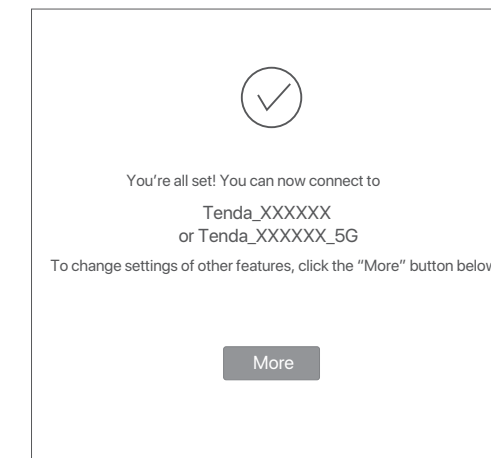 You’re all set! You can now connect to
Tenda_XXXXXX
or Tenda_XXXXXX_5G
To change settings of other features, click the “More” button below
More